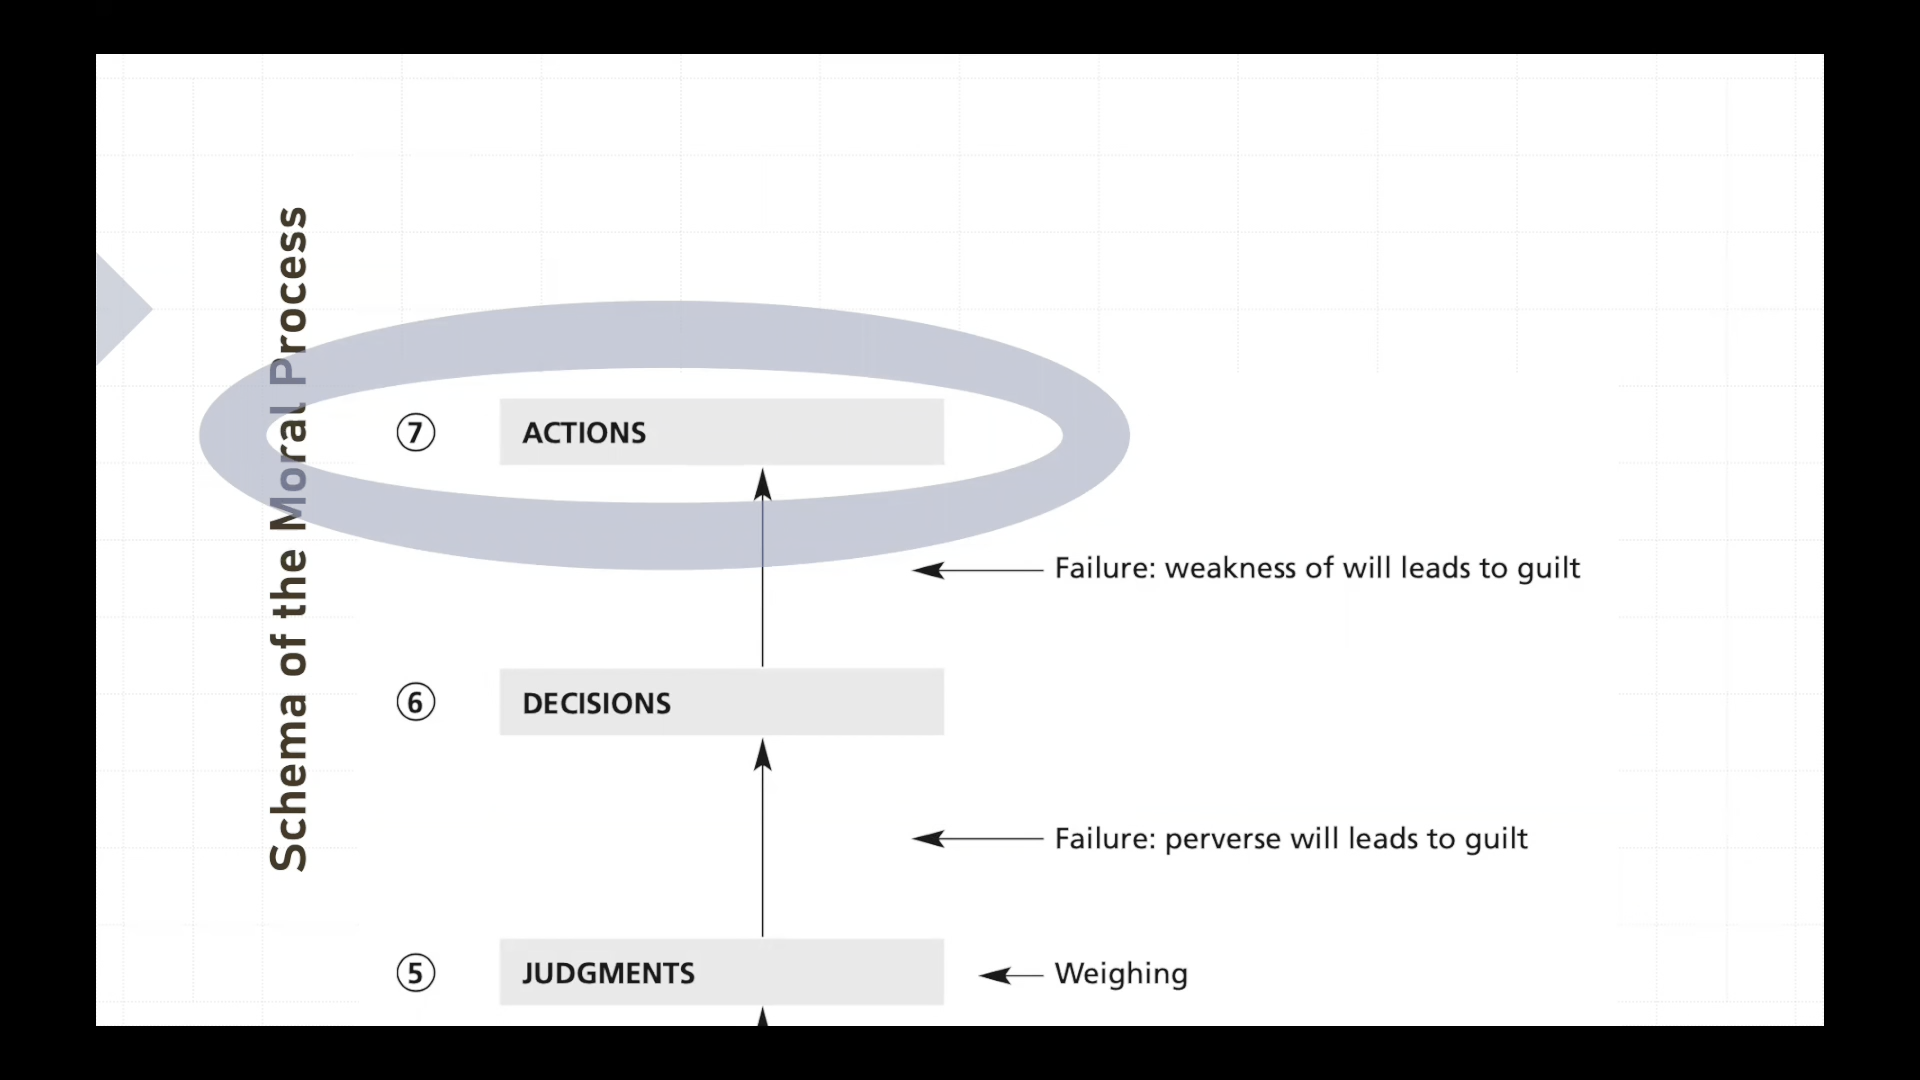 Schema of the Moral Process
⑦ ACTIONS
Failure: weakness of will leads to guilt
⑥ DECISIONS
Failure: perverse will leads to guilt
⑤ JUDGMENTS Weighing